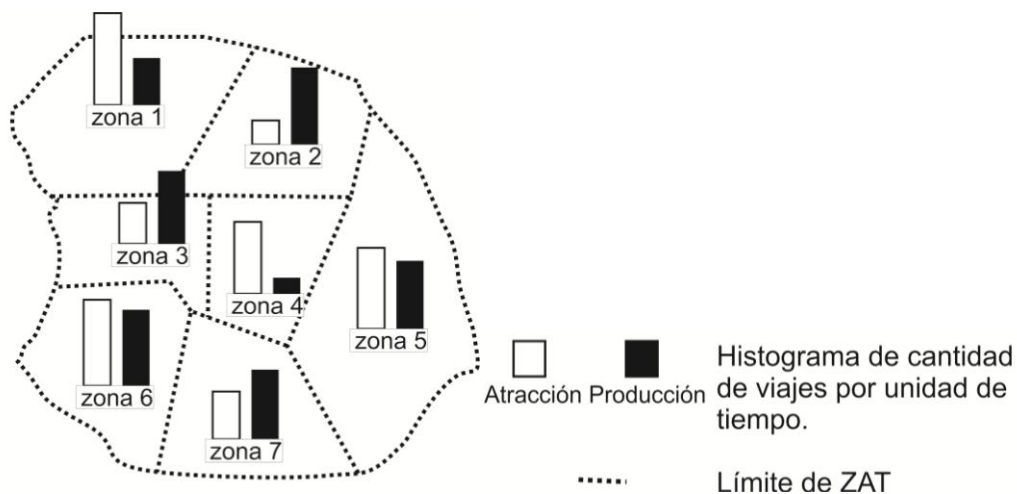 zona 1
zona 2
zona 3
zona 4
zona 5
zona 6
zona 7
Atracción Producción
Histograma de cantidad
de viajes por unidad de
tiempo.
Límite de ZAT